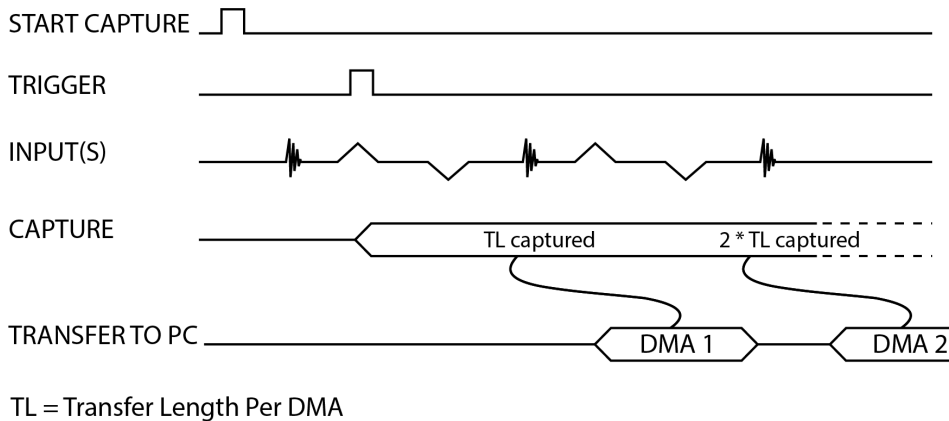 START CAPTURE
TRIGGER
INPUT(S)
CAPTURE
TL captured 2 * TL captured
TRANSFER TO PC
DMA 1 DMA 2
TL = Transfer Length Per DMA